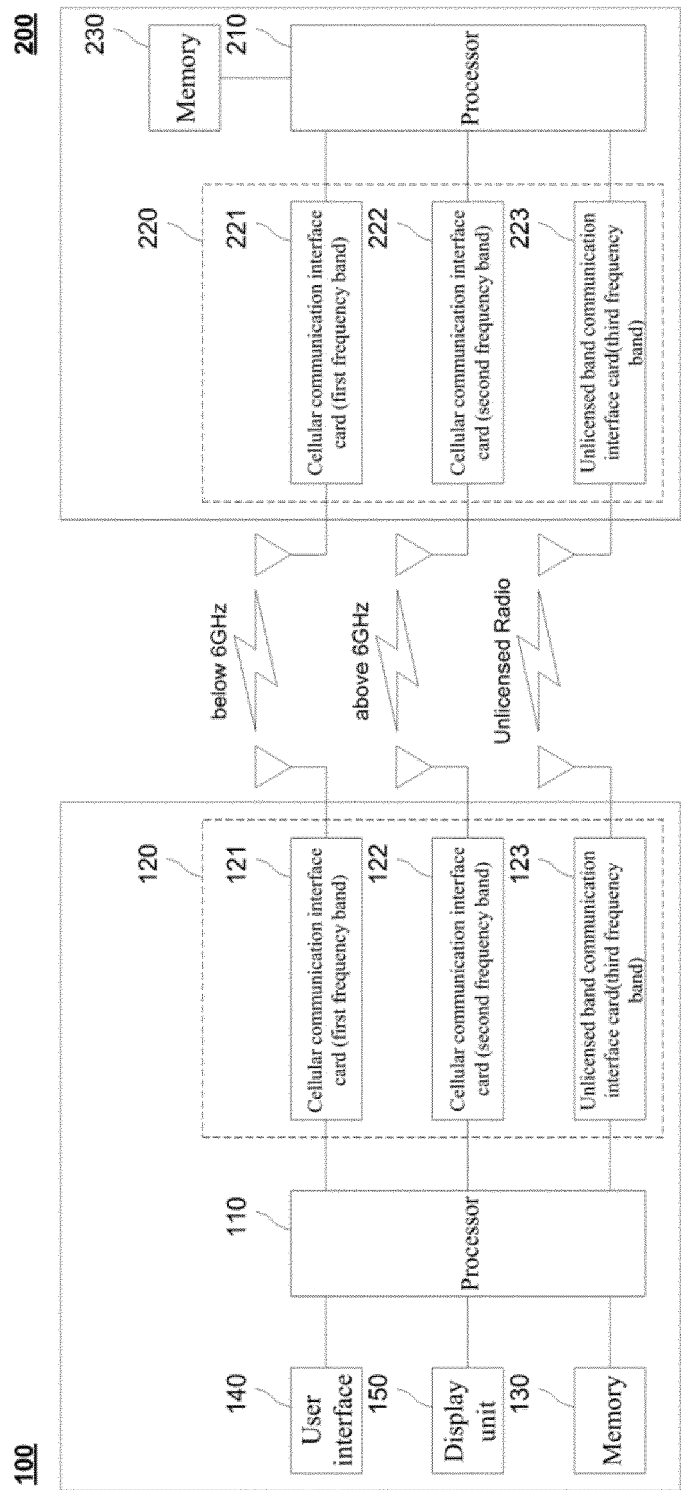 100
140
User
interface
150
Display
unit
130
Memory
110
Processor
120
121
Cellular communication interface
card (first frequency band)
122
Cellular communication interface
card (second frequency band)
123
Unlicensed band communication
interface card(third frequency
band)
below 6GHz
above 6GHz
Unlicensed Radio
200
220
221
Cellular communication interface
card (first frequency band)
222
Cellular communication interface
card (second frequency band)
223
Unlicensed band communication
interface card(third frequency
band)
230
Memory
210
Processor